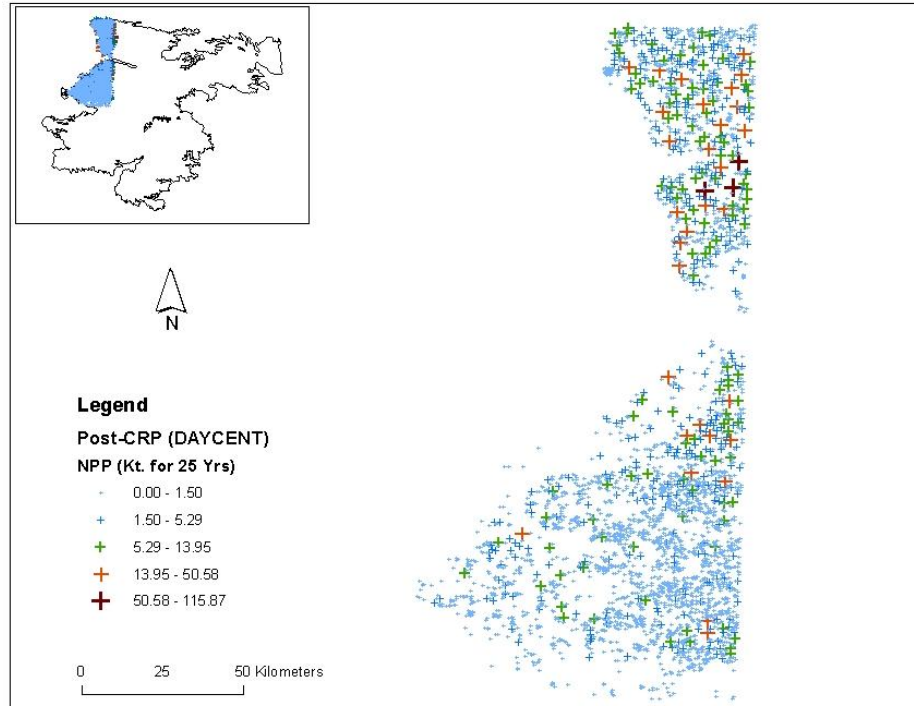 N
Legend
Post-CRP (DAYCENT)
NPP (Kt. for 25 Yrs)
0.00 - 1.50
1.50 - 5.29
5.29 - 13.95
13.95 - 50.58
50.58 - 115.87
0 25 50 Kilometers